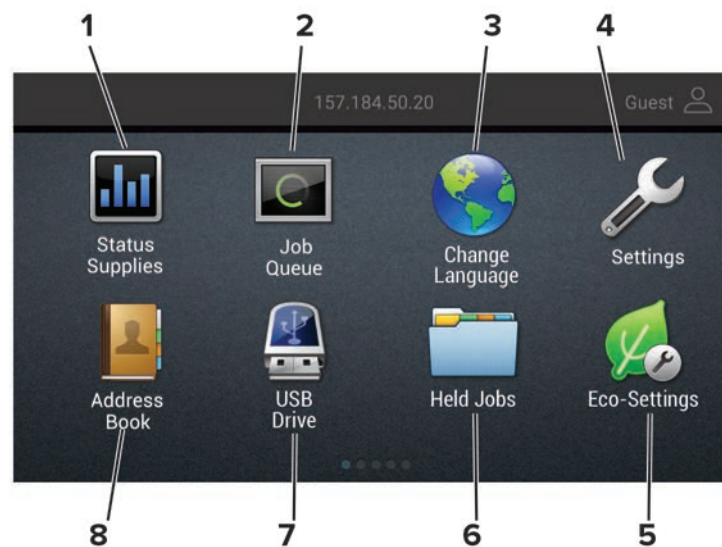 1 2 3 4
157.184.50.20 Guest
Status
Supplies
Job
Queue
Change
Language
Settings
Address
Book
USB
Drive
Held Jobs
Eco-Settings
8 7 6 5